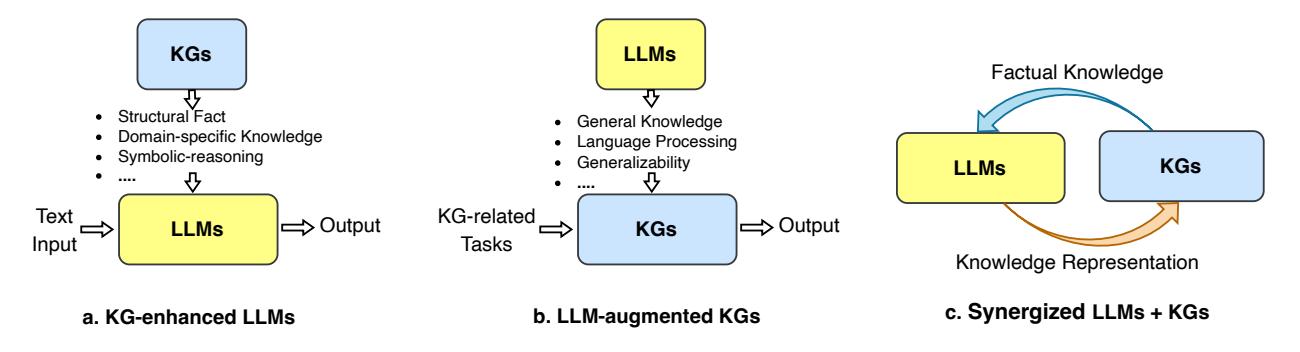 KGs
• Structural Fact
• Domain-specific Knowledge
• Symbolic-reasoning
• ....
Text
Input
LLMs
Output
a. KG-enhanced LLMs
LLMs
• General Knowledge
• Language Processing
• Generalizability
• ....
KG-related
Tasks
KGs
Output
b. LLM-augmented KGs
Factual Knowledge
LLMs
KGs
Knowledge Representation
c. Synergized LLMs + KGs